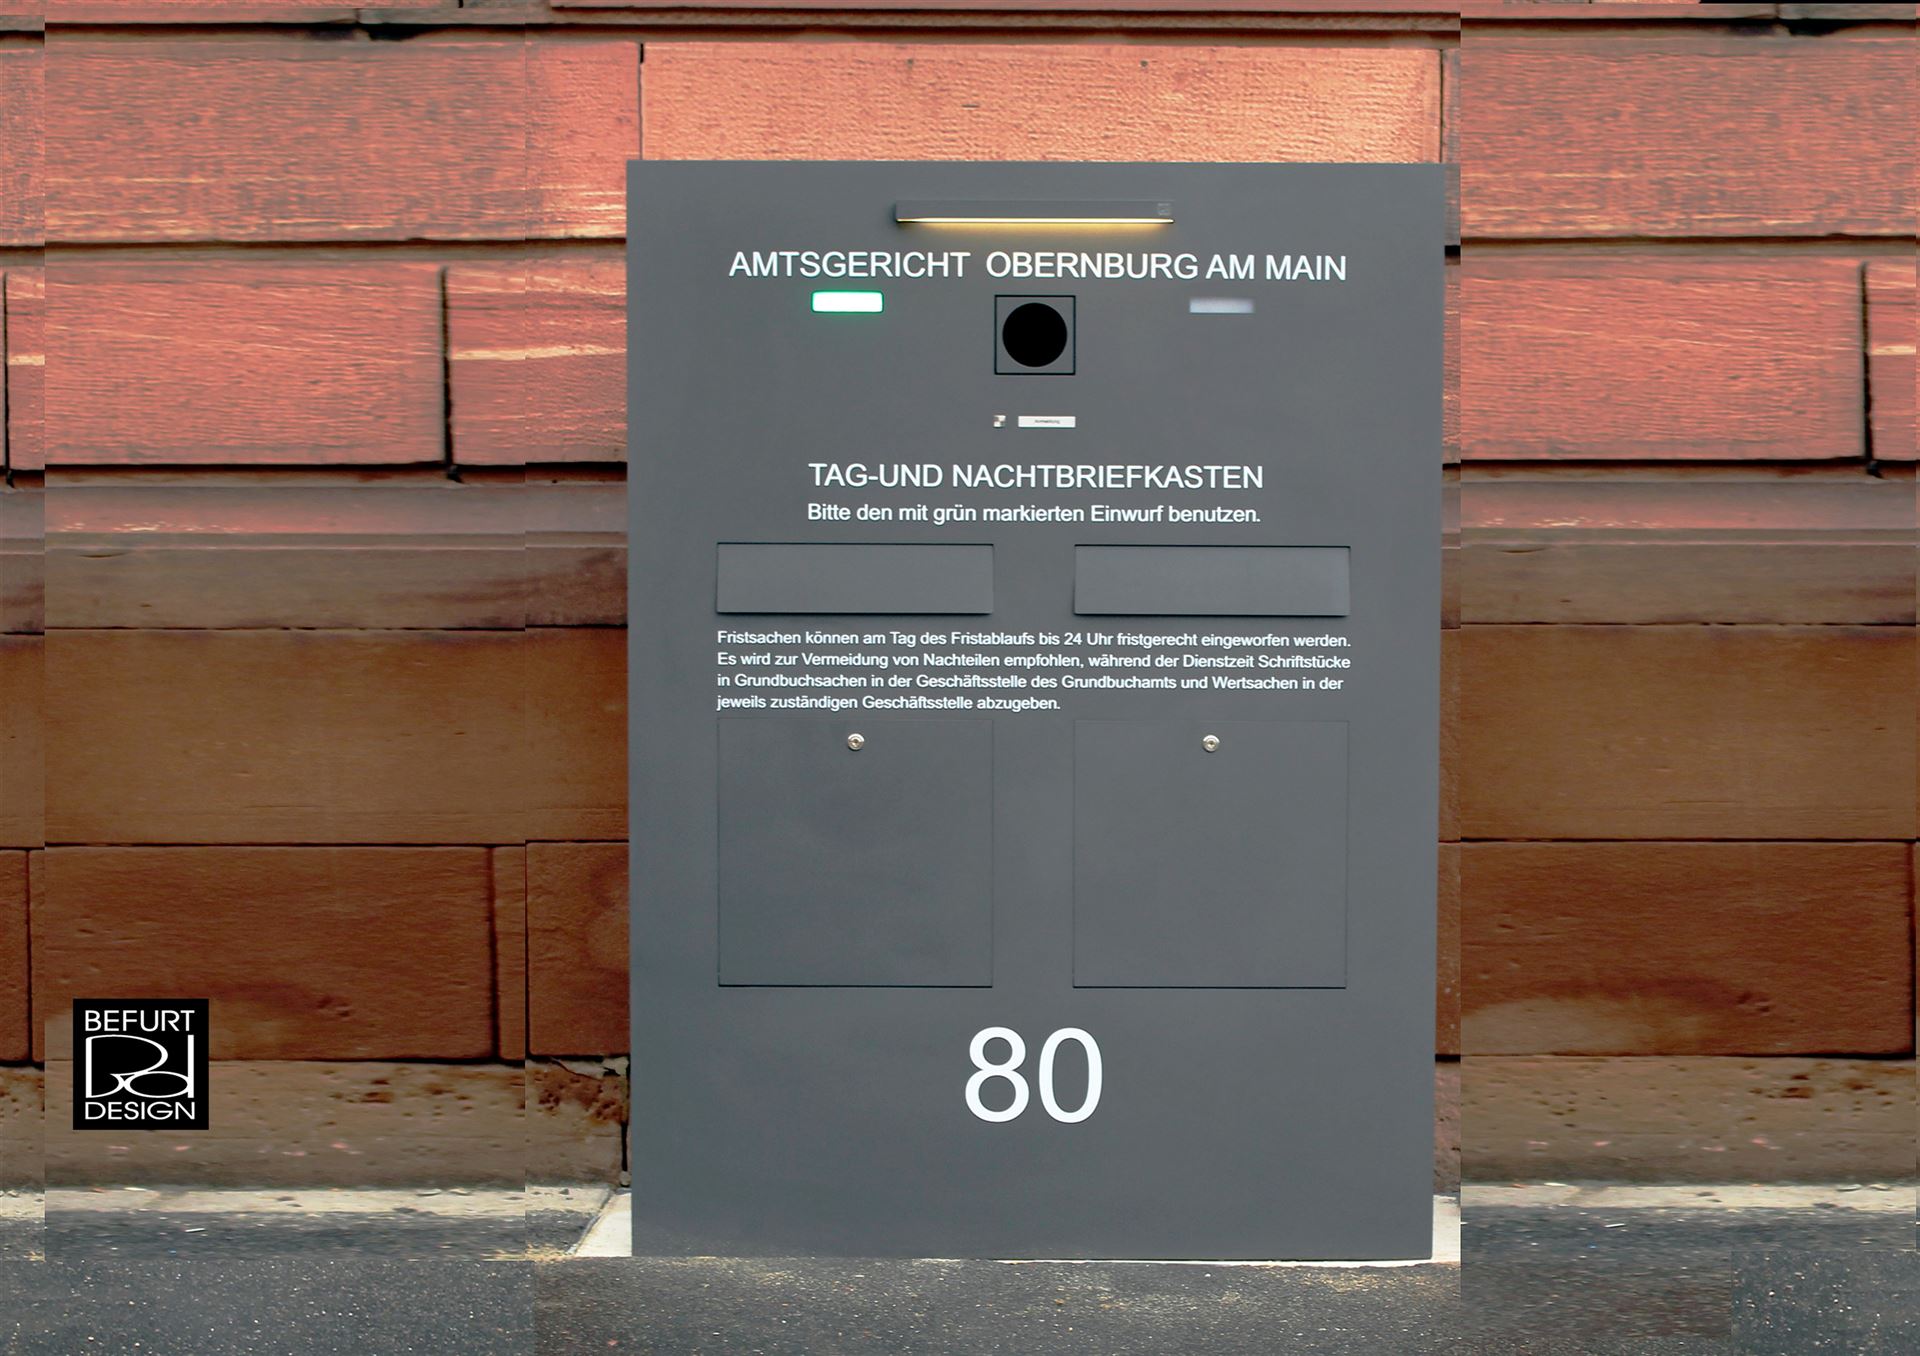 AMTSGERICHT OBERNBURG AM MAIN
TAG-UND NACHTBRIEFKASTEN
Bitte den mit grün markierten Einwurf benutzen.
Fristsachen können am Tag des Fristablaufs bis 24 Uhr fristgerecht eingeworfen werden.
Es wird zur Vermeidung von Nachteilen empfohlen, während der Dienstzeit Schriftstücke
in Grundbuchsachen in der Geschäftsstelle des Grundbuchamts und Wertsachen in der
jeweils zuständigen Geschäftsstelle abzugeben.
80
BEFURT
DESIGN